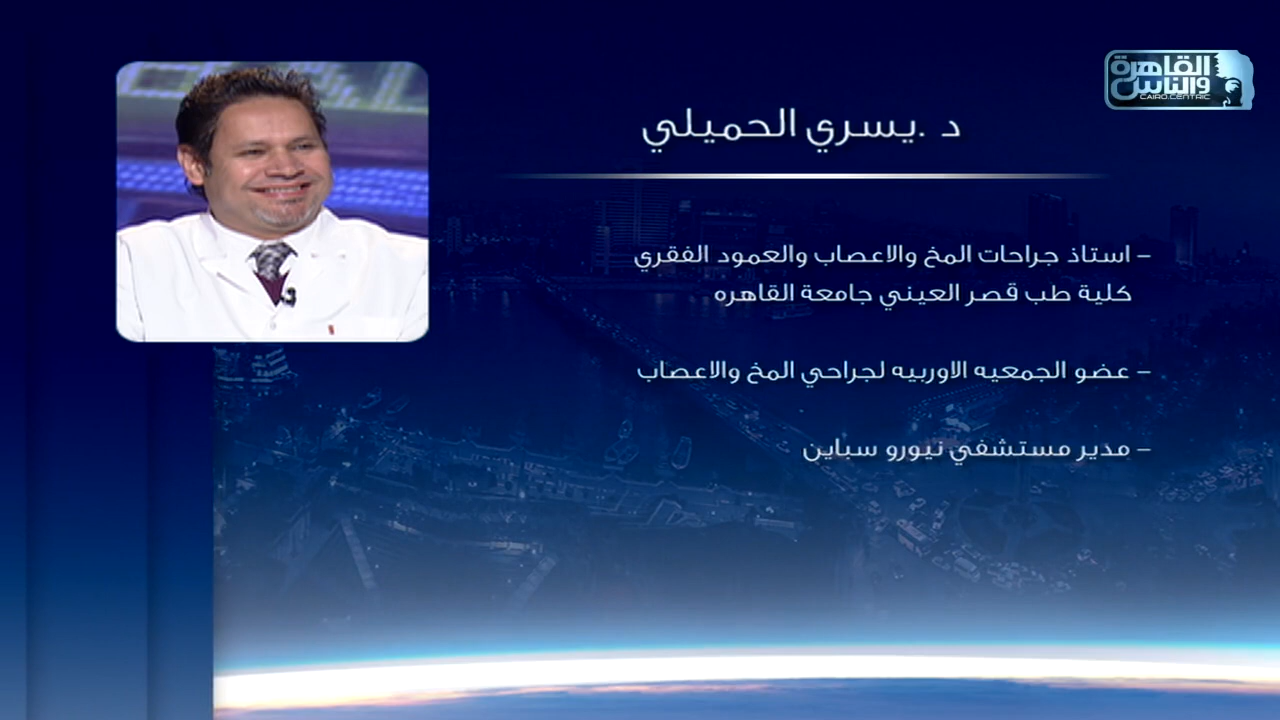 القاهرة
والناس
CAIRO.CENTRIC
د .يسري الحميلي
– استاذ جراحات المخ والاعصاب والعمود الفقري
كلية طب قصر العيني جامعة القاهره
– عضو الجمعيه الاوربيه لجراحي المخ والاعصاب
– مدير مستشفي نيورو سباين